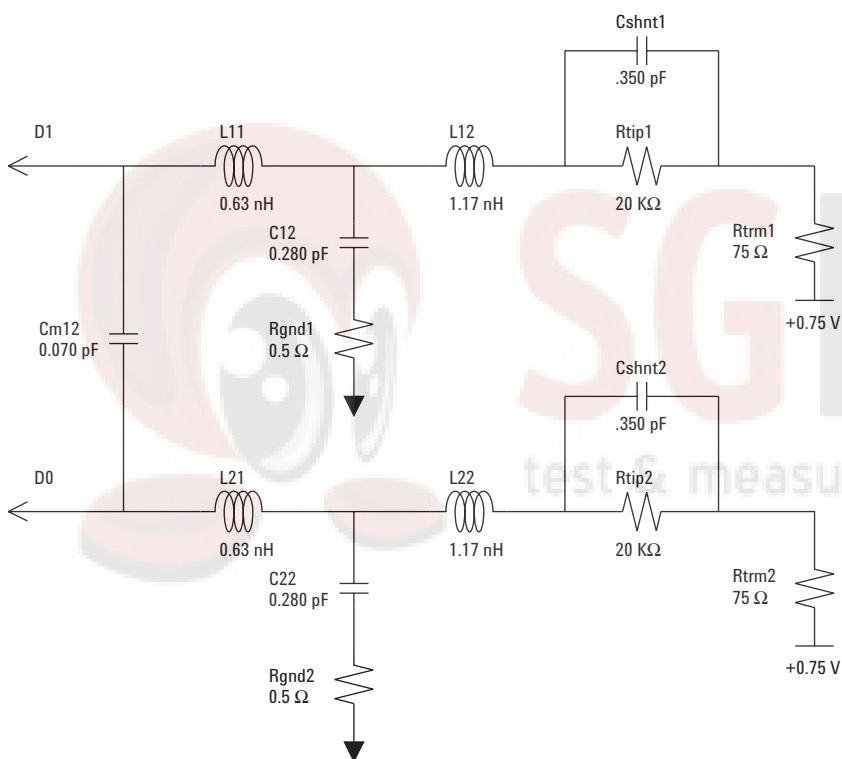 Cshnt1
.350 pF
D1
L11
L12
Rtip1
0.63 nH
1.17 nH
20 KΩ
C12
0.280 pF
Rtrm1
75 Ω
Cm12
0.070 pF
Rgnd1
0.5 Ω
+0.75 V
SG
Cshnt2
.350 pF
D0
L21
L22
Rtip2
test & measu
0.63 nH
1.17 nH
20 KΩ
C22
0.280 pF
Rtrm2
75 Ω
Rgnd2
0.5 Ω
+0.75 V